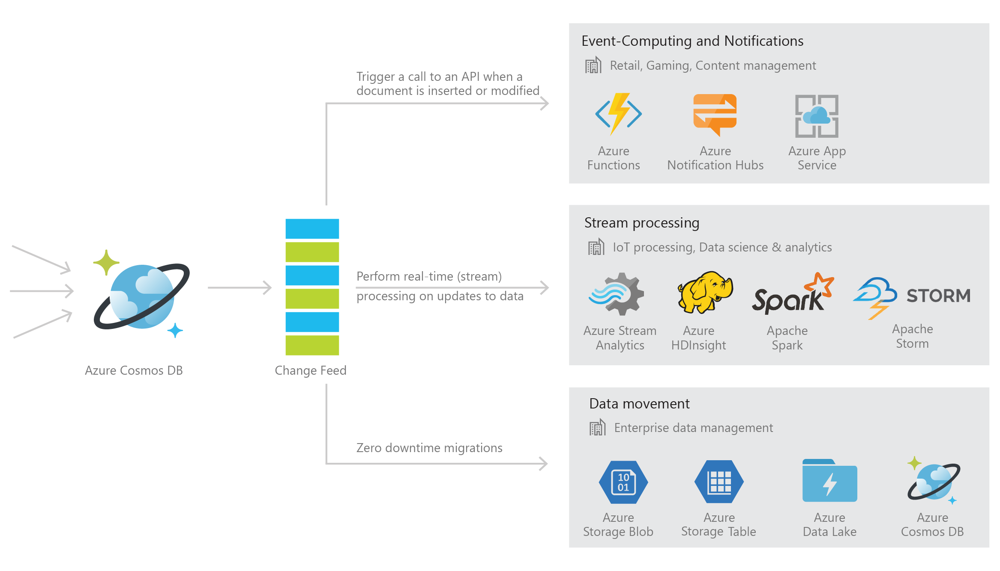 Event-Computing and Notifications
Retail, Gaming, Content management
Trigger a call to an API when a
document is inserted or modified
Azure
Functions
Azure
Notification Hubs
Azure App
Service
Stream processing
IoT processing, Data science & analytics
Perform real-time (stream)
processing on updates to data
Spark
STORM
Azure Stream
Analytics
Azure
HDInsight
Apache
Spark
Apache
Storm
Azure Cosmos DB
Change Feed
Data movement
Enterprise data management
Zero downtime migrations
10
01
Azure
Storage Blob
Azure
Storage Table
Azure
Data Lake
Azure
Cosmos DB